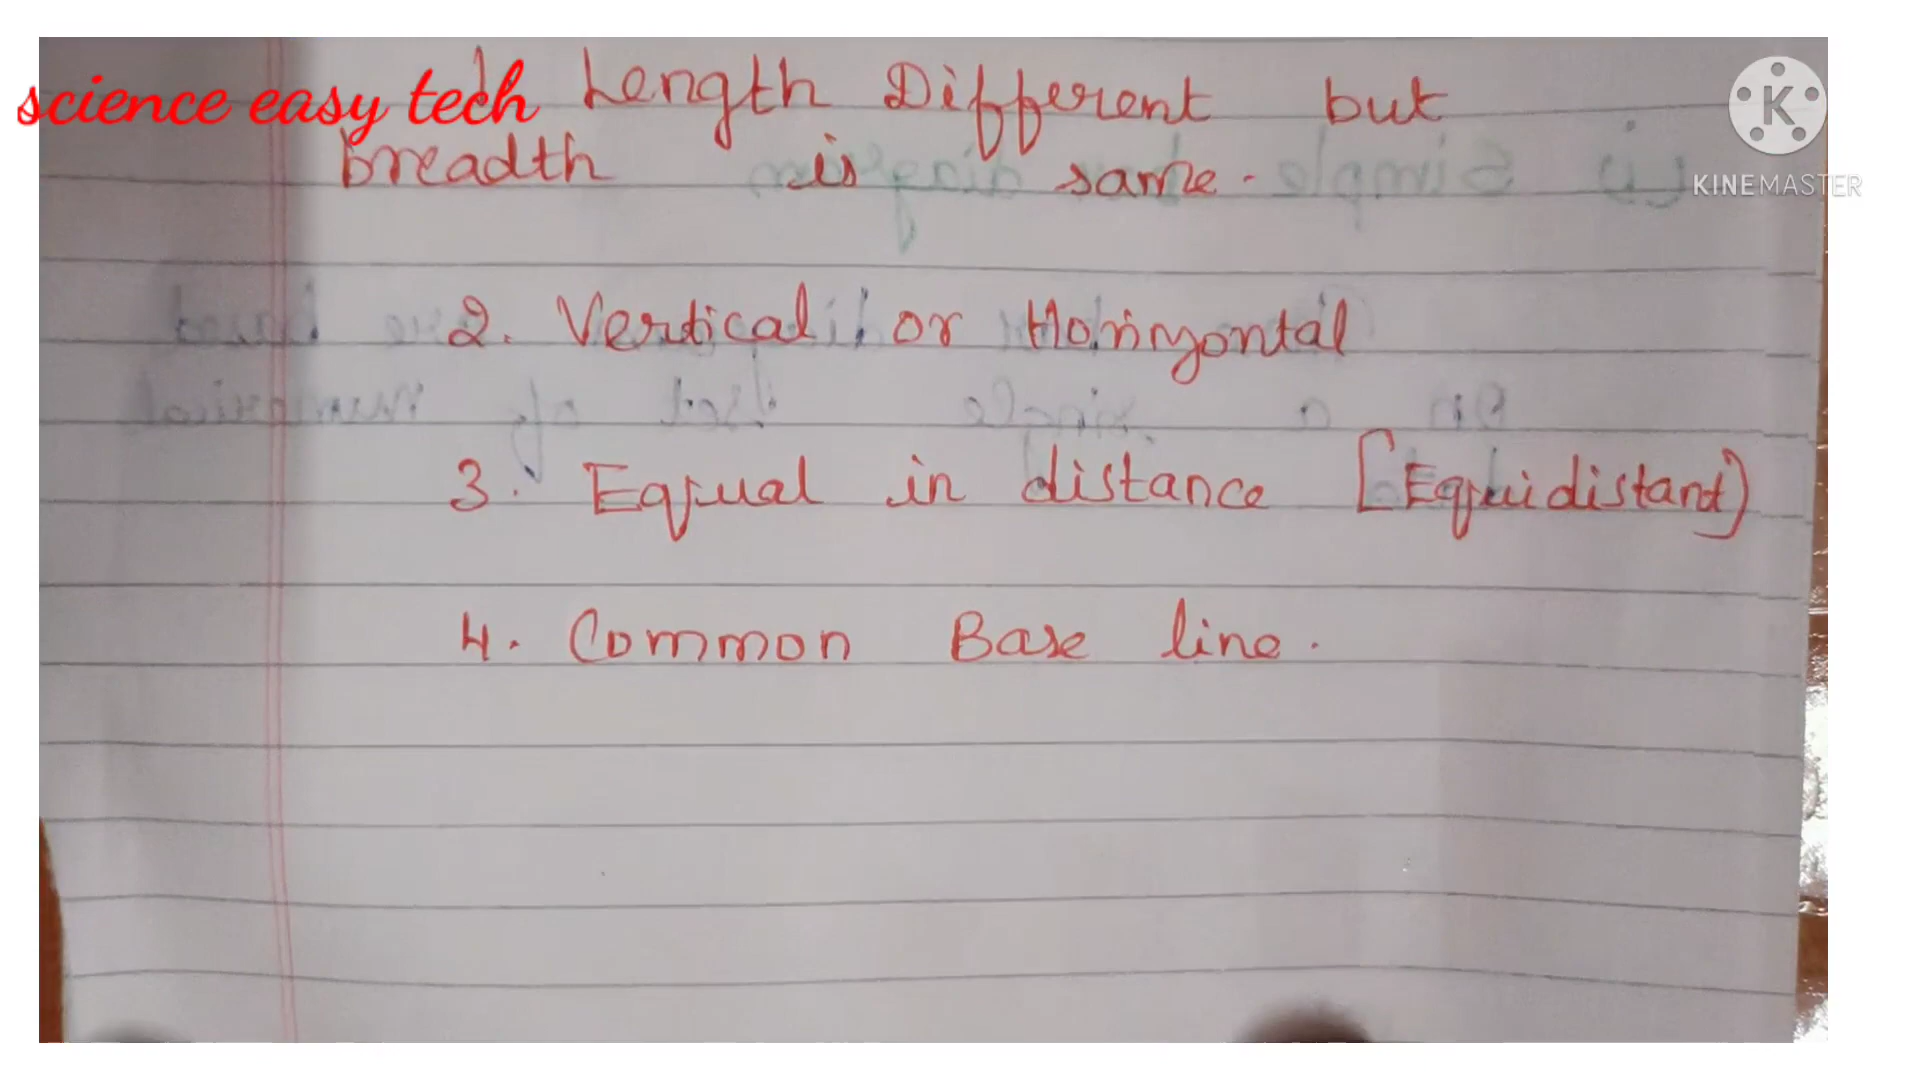 science easy tech
1 Length Different but
Breadth is same.
KINEMASTER
2. Vertical or Horizontal
3. Equal in distance [Equidistant)
4. Common Base line.